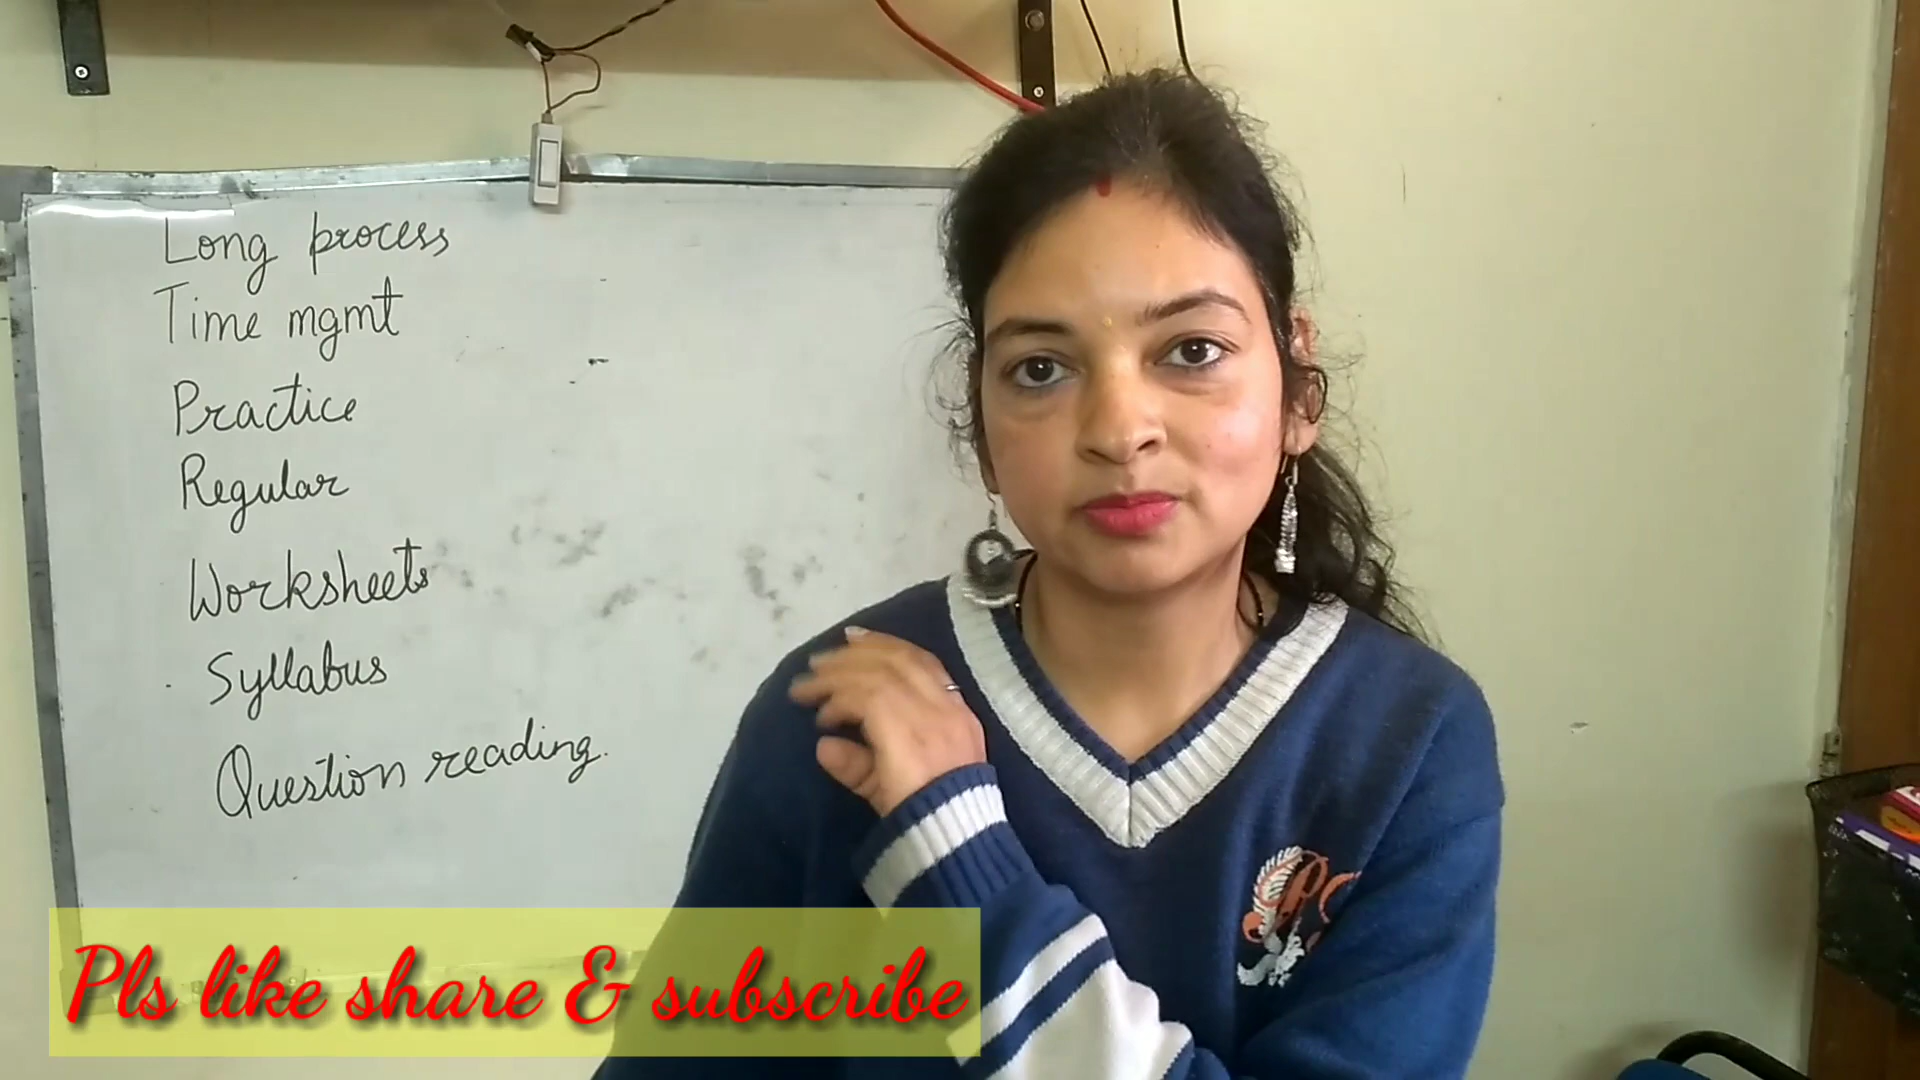 Long process
Time mgmt
Practice
Regular
Worksheets
Syllabus
Question reading.
Pls like share & subscribe